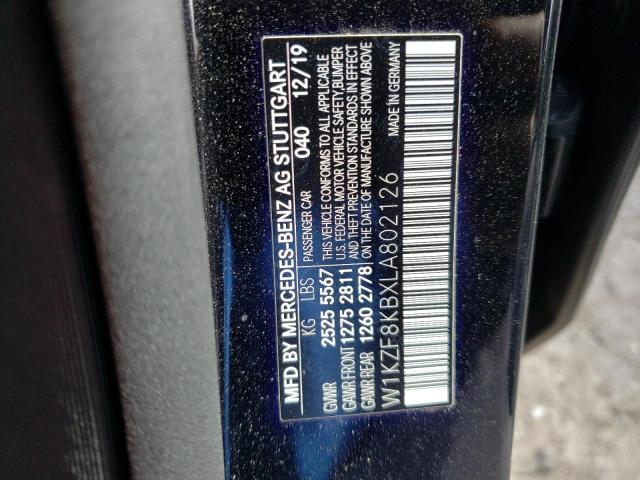 MFD BY MERCEDES-BENZ AG STUTTGART
KG LBS 040 12/19
GVWR 2525 5567 PASSENGER CAR
GAWR FRONT 1275 2811
GAWR REAR 1260 2778
THIS VEHICLE CONFORMS TO ALL APPLICABLE
U.S. FEDERAL MOTOR VEHICLE SAFETY,BUMPER
AND THEFT PREVENTION STANDARDS IN EFFECT
ON THE DATE OF MANUFACTURE SHOWN ABOVE
W1KZF8KBXLA802126 MADE IN GERMANY